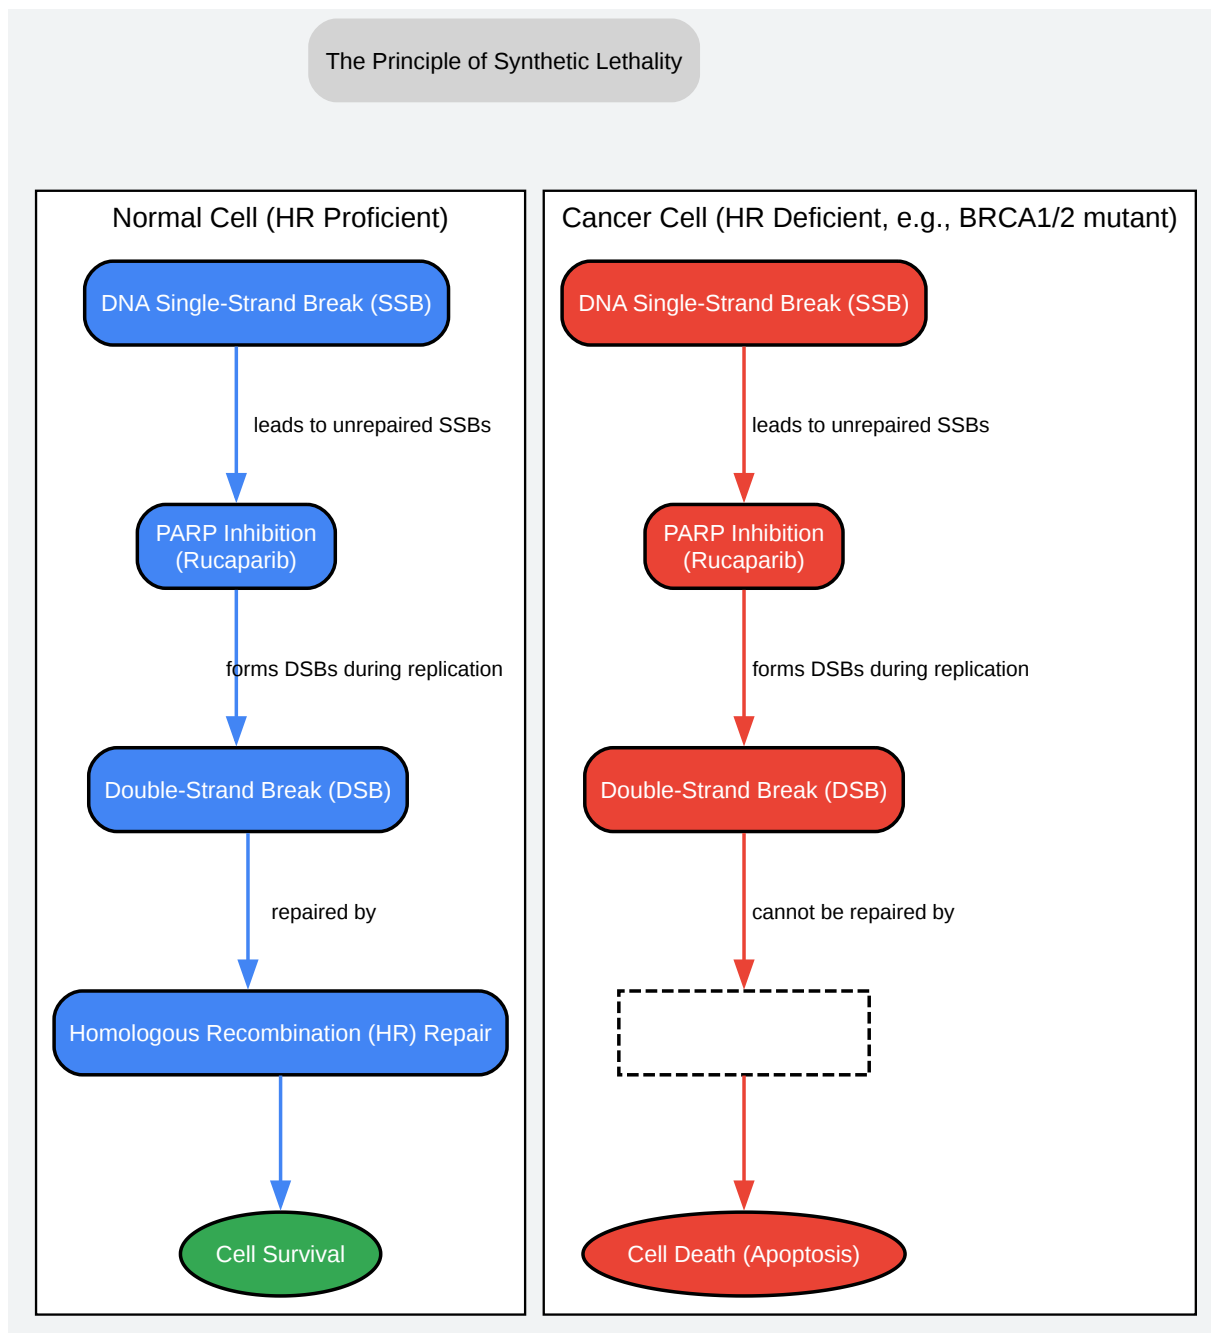 The Principle of Synthetic Lethality
Normal Cell (HR Proficient)
DNA Single-Strand Break (SSB)
leads to unrepaired SSBs
PARP Inhibition
(Rucaparib)
forms DSBs during replication
Double-Strand Break (DSB)
repaired by
Homologous Recombination (HR) Repair
Cell Survival
Cancer Cell (HR Deficient, e.g., BRCA1/2 mutant)
DNA Single-Strand Break (SSB)
leads to unrepaired SSBs
PARP Inhibition
(Rucaparib)
forms DSBs during replication
Double-Strand Break (DSB)
cannot be repaired by
Cell Death (Apoptosis)